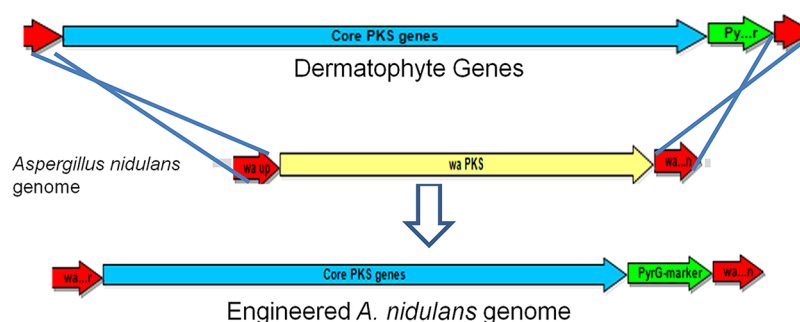 Core PKS genes
Py...r
Dermatophyte Genes
Aspergillus nidulans
genome
wa up
wa PKS
wa...n
wa...r
Core PKS genes
PyrG-marker
wa...n
Engineered A. nidulans genome